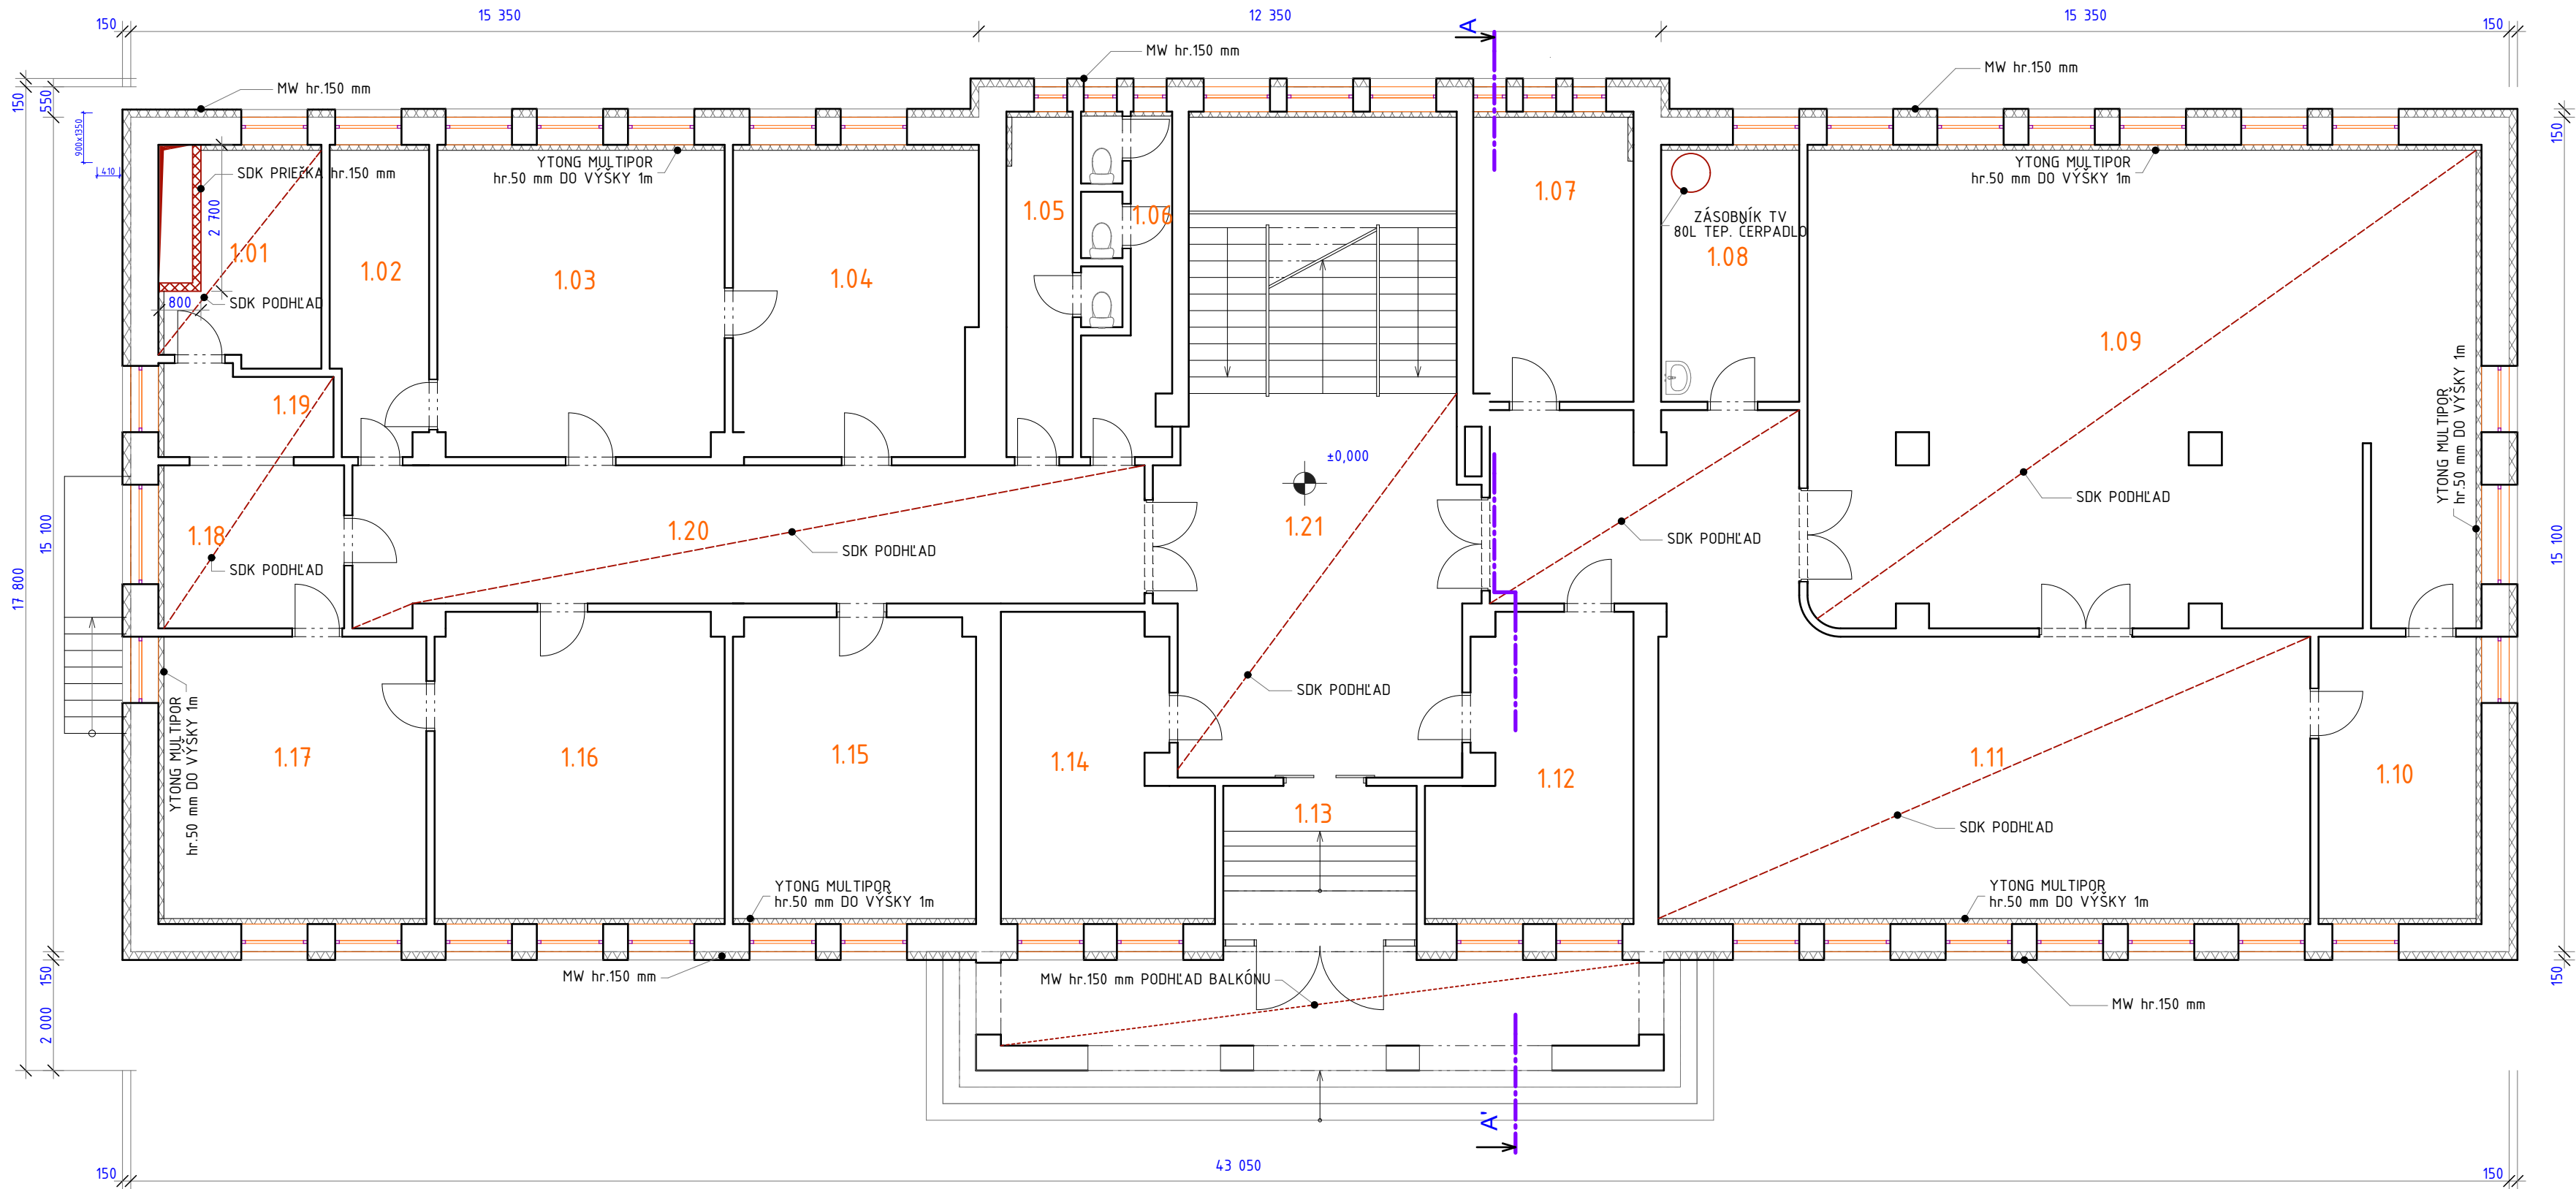 15 350
12 350
15 350
150
150
A
MW hr.150 mm
MW hr.150 mm
MW hr.150 mm
150
550
900x1350
410
150
SDK PRIEčKA hr.150 mm
2 700
1.01
800
SDK PODHĽAD
1.02
YTONG MULTIPOR
hr.50 mm DO VÝŠKY 1m
1.03
1.04
1.05
1.06
1.07
ZÁSOBNÍK TV
80L TEP. ČERPADLO
1.08
YTONG MULTIPOR
hr.50 mm DO VÝŠKY 1m
1.09
SDK PODHĽAD
YTONG MULTIPOR
hr.50 mm DO VÝŠKY 1m
1.19
1.18
SDK PODHĽAD
1.20
SDK PODHĽAD
±0,000
1.21
SDK PODHĽAD
SDK PODHĽAD
17 800
15 100
15 100
YTONG MULTIPOR
hr.50 mm DO VÝŠKY 1m
1.17
1.16
1.15
1.14
1.13
1.12
1.11
SDK PODHĽAD
1.10
YTONG MULTIPOR
hr.50 mm DO VÝŠKY 1m
YTONG MULTIPOR
hr.50 mm DO VÝŠKY 1m
MW hr.150 mm
MW hr.150 mm PODHĽAD BALKÓNU
MW hr.150 mm
150
2 000
150
A'
150
43 050
150